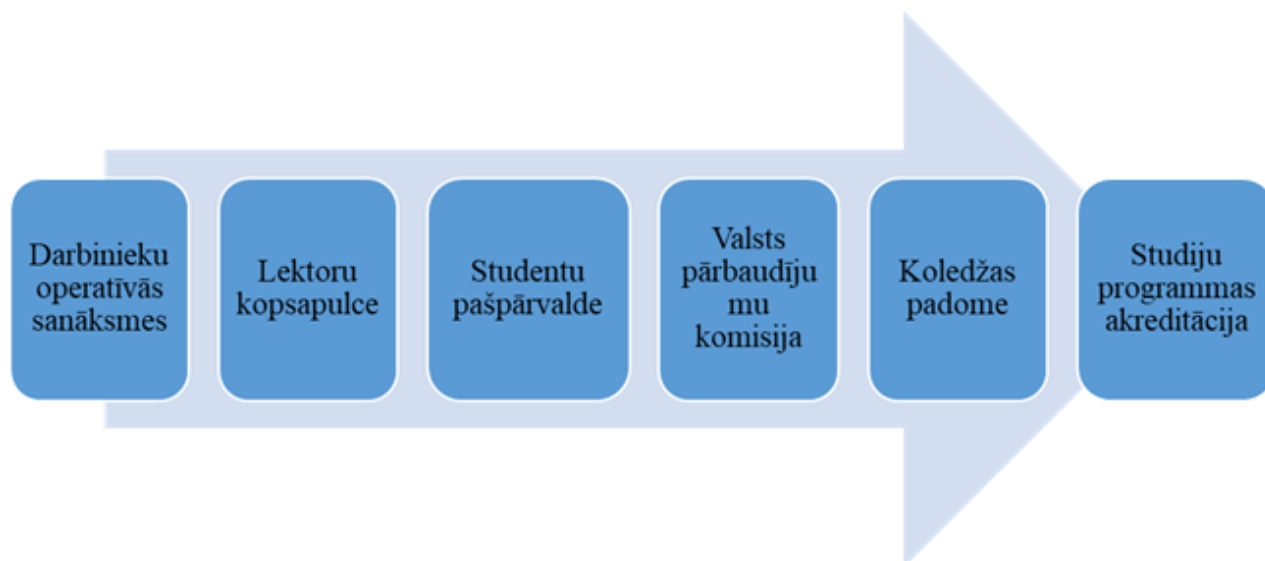 Darbinieku
operatīvās
sanāksmes
Lektoru
kopsapulce
Studentu
pašpārvalde
Valsts
pārbaudīju
mu
komisija
Koledžas
padome
Studiju
programmas
akreditācija